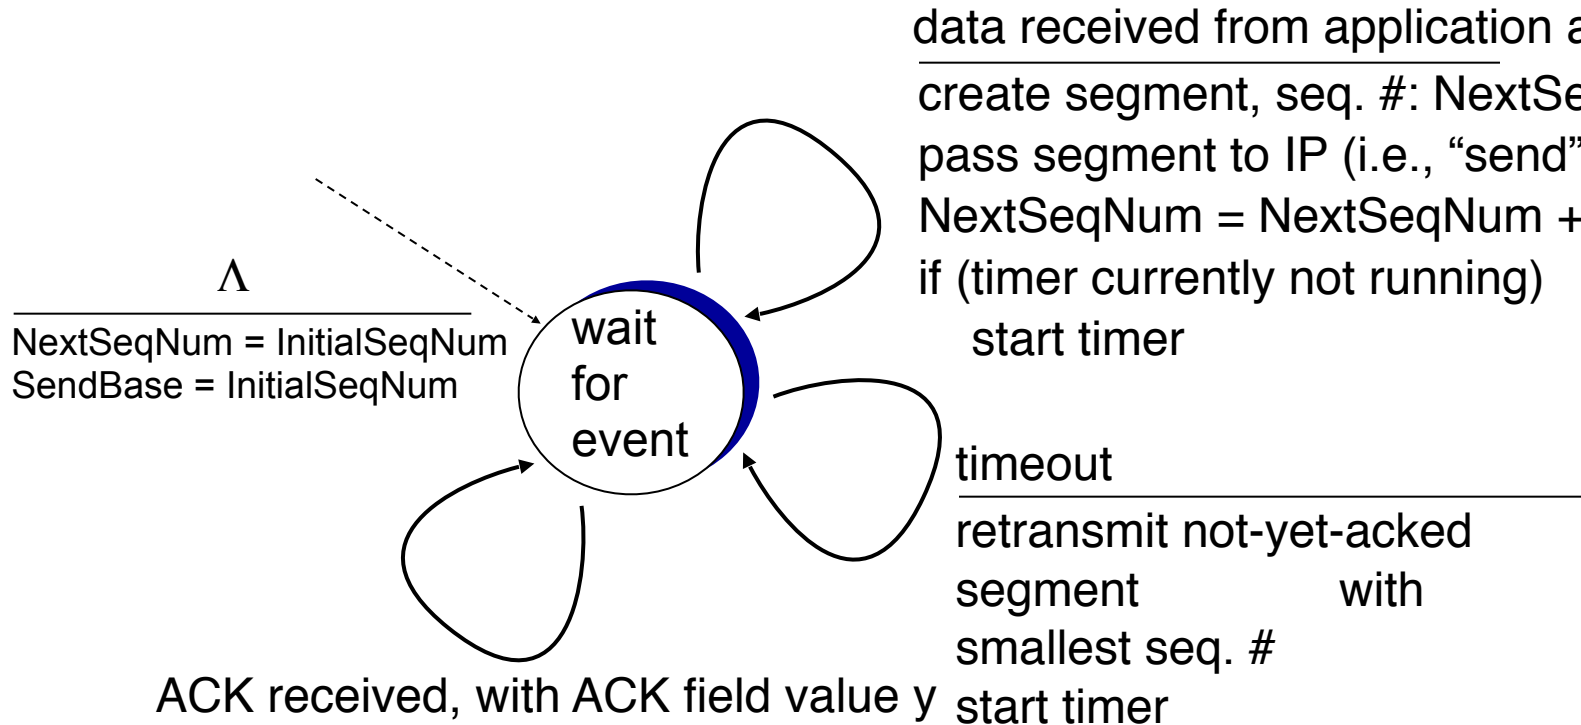 data received from application
create segment, seq. #: NextSe
pass segment to IP (i.e., “send”
NextSeqNum = NextSeqNum +
if (timer currently not running)
start timer
Λ
NextSeqNum = InitialSeqNum
SendBase = InitialSeqNum
wait
for
event
timeout
retransmit not-yet-acked
segment with
smallest seq. #
start timer
ACK received, with ACK field value y